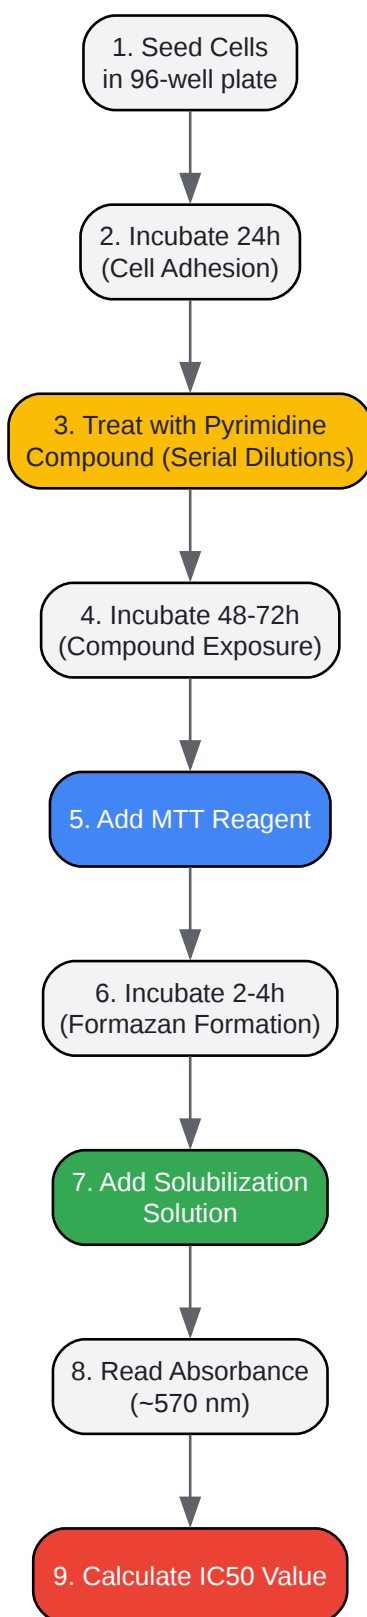 1. Seed Cells
in 96-well plate
2. Incubate 24h
(Cell Adhesion)
3. Treat with Pyrimidine
Compound (Serial Dilutions)
4. Incubate 48-72h
(Compound Exposure)
5. Add MTT Reagent
6. Incubate 2-4h
(Formazan Formation)
7. Add Solubilization
Solution
8. Read Absorbance
(~570 nm)
9. Calculate IC50 Value